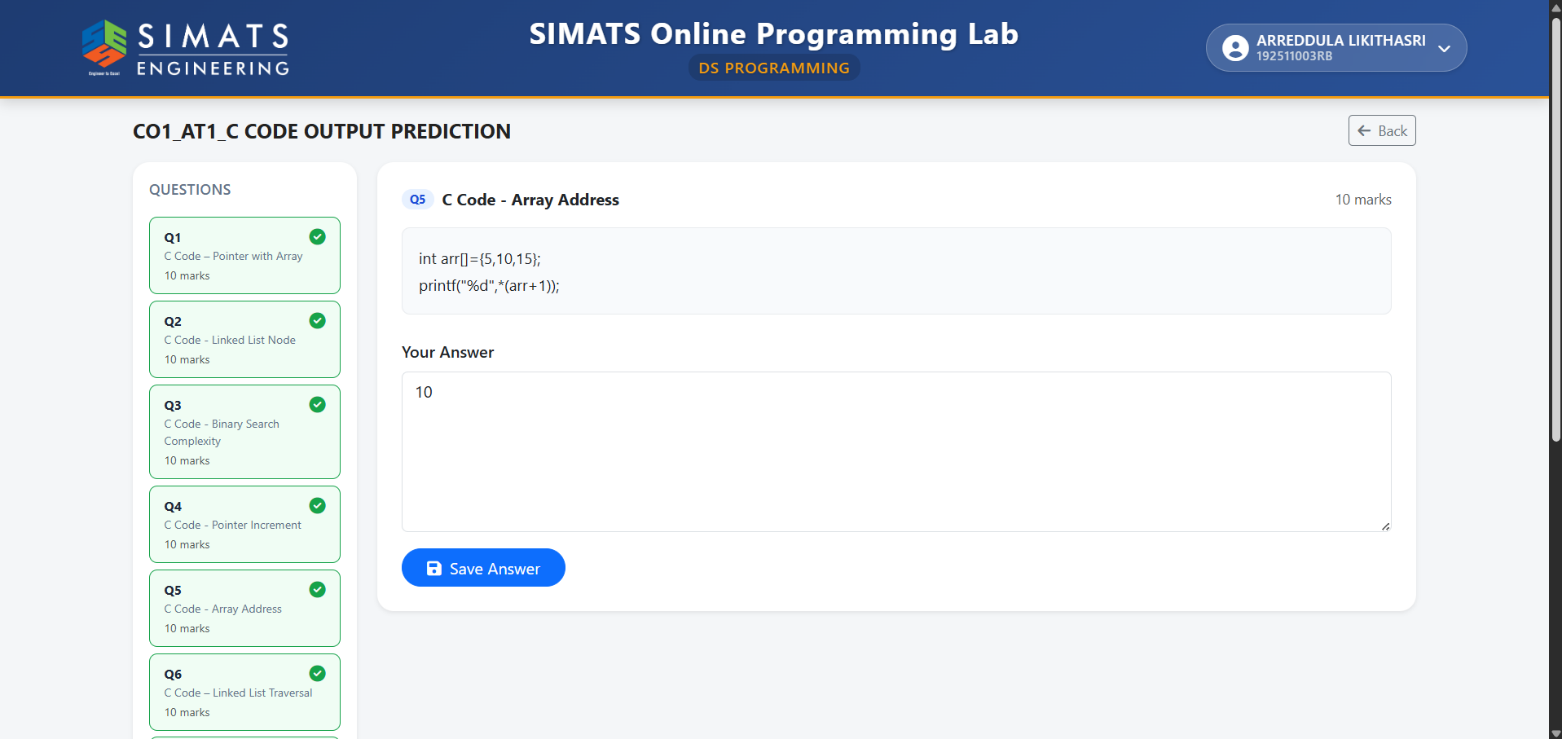 SIMATS
ENGINEERING
Engineer to Excel
SIMATS Online Programming Lab
DS PROGRAMMING
ARREDDULA LIKITHASRI
192511003RB
CO1_AT1_C CODE OUTPUT PREDICTION
Back
QUESTIONS
Q1
C Code – Pointer with Array
10 marks
Q2
C Code - Linked List Node
10 marks
Q3
C Code - Binary Search
Complexity
10 marks
Q4
C Code - Pointer Increment
10 marks
Q5
C Code - Array Address
10 marks
Q6
C Code – Linked List Traversal
10 marks
Q5 C Code - Array Address
10 marks
int arr[]={5,10,15};
printf("%d",*(arr+1));
Your Answer
10
Save Answer